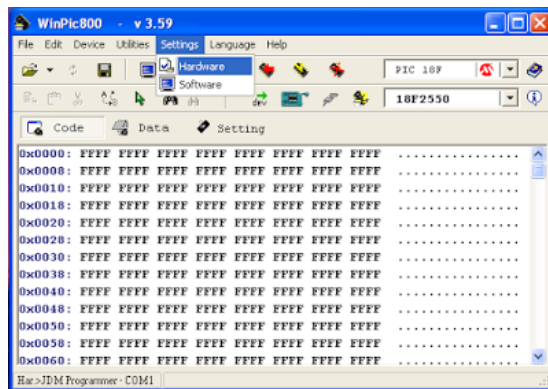 WinPic800 - v 3.59
File Edit Device Utilities Settings Language Help
Hardware
PIC 18F
Software
dev
18F2550
Code Data Setting
0x0000: FFFF FFFF FFFF FFFF FFFF FFFF FFFF FFFF ................
0x0008: FFFF FFFF FFFF FFFF FFFF FFFF FFFF FFFF ................
0x0010: FFFF FFFF FFFF FFFF FFFF FFFF FFFF FFFF ................
0x0018: FFFF FFFF FFFF FFFF FFFF FFFF FFFF FFFF ................
0x0020: FFFF FFFF FFFF FFFF FFFF FFFF FFFF FFFF ................
0x0028: FFFF FFFF FFFF FFFF FFFF FFFF FFFF FFFF ................
0x0030: FFFF FFFF FFFF FFFF FFFF FFFF FFFF FFFF ................
0x0038: FFFF FFFF FFFF FFFF FFFF FFFF FFFF FFFF ................
0x0040: FFFF FFFF FFFF FFFF FFFF FFFF FFFF FFFF ................
0x0048: FFFF FFFF FFFF FFFF FFFF FFFF FFFF FFFF ................
0x0050: FFFF FFFF FFFF FFFF FFFF FFFF FFFF FFFF ................
0x0058: FFFF FFFF FFFF FFFF FFFF FFFF FFFF FFFF ................
0x0060: FFFF FFFF FFFF FFFF FFFF FFFF FFFF FFFF ................
Har.>JDM Programmer - COM1